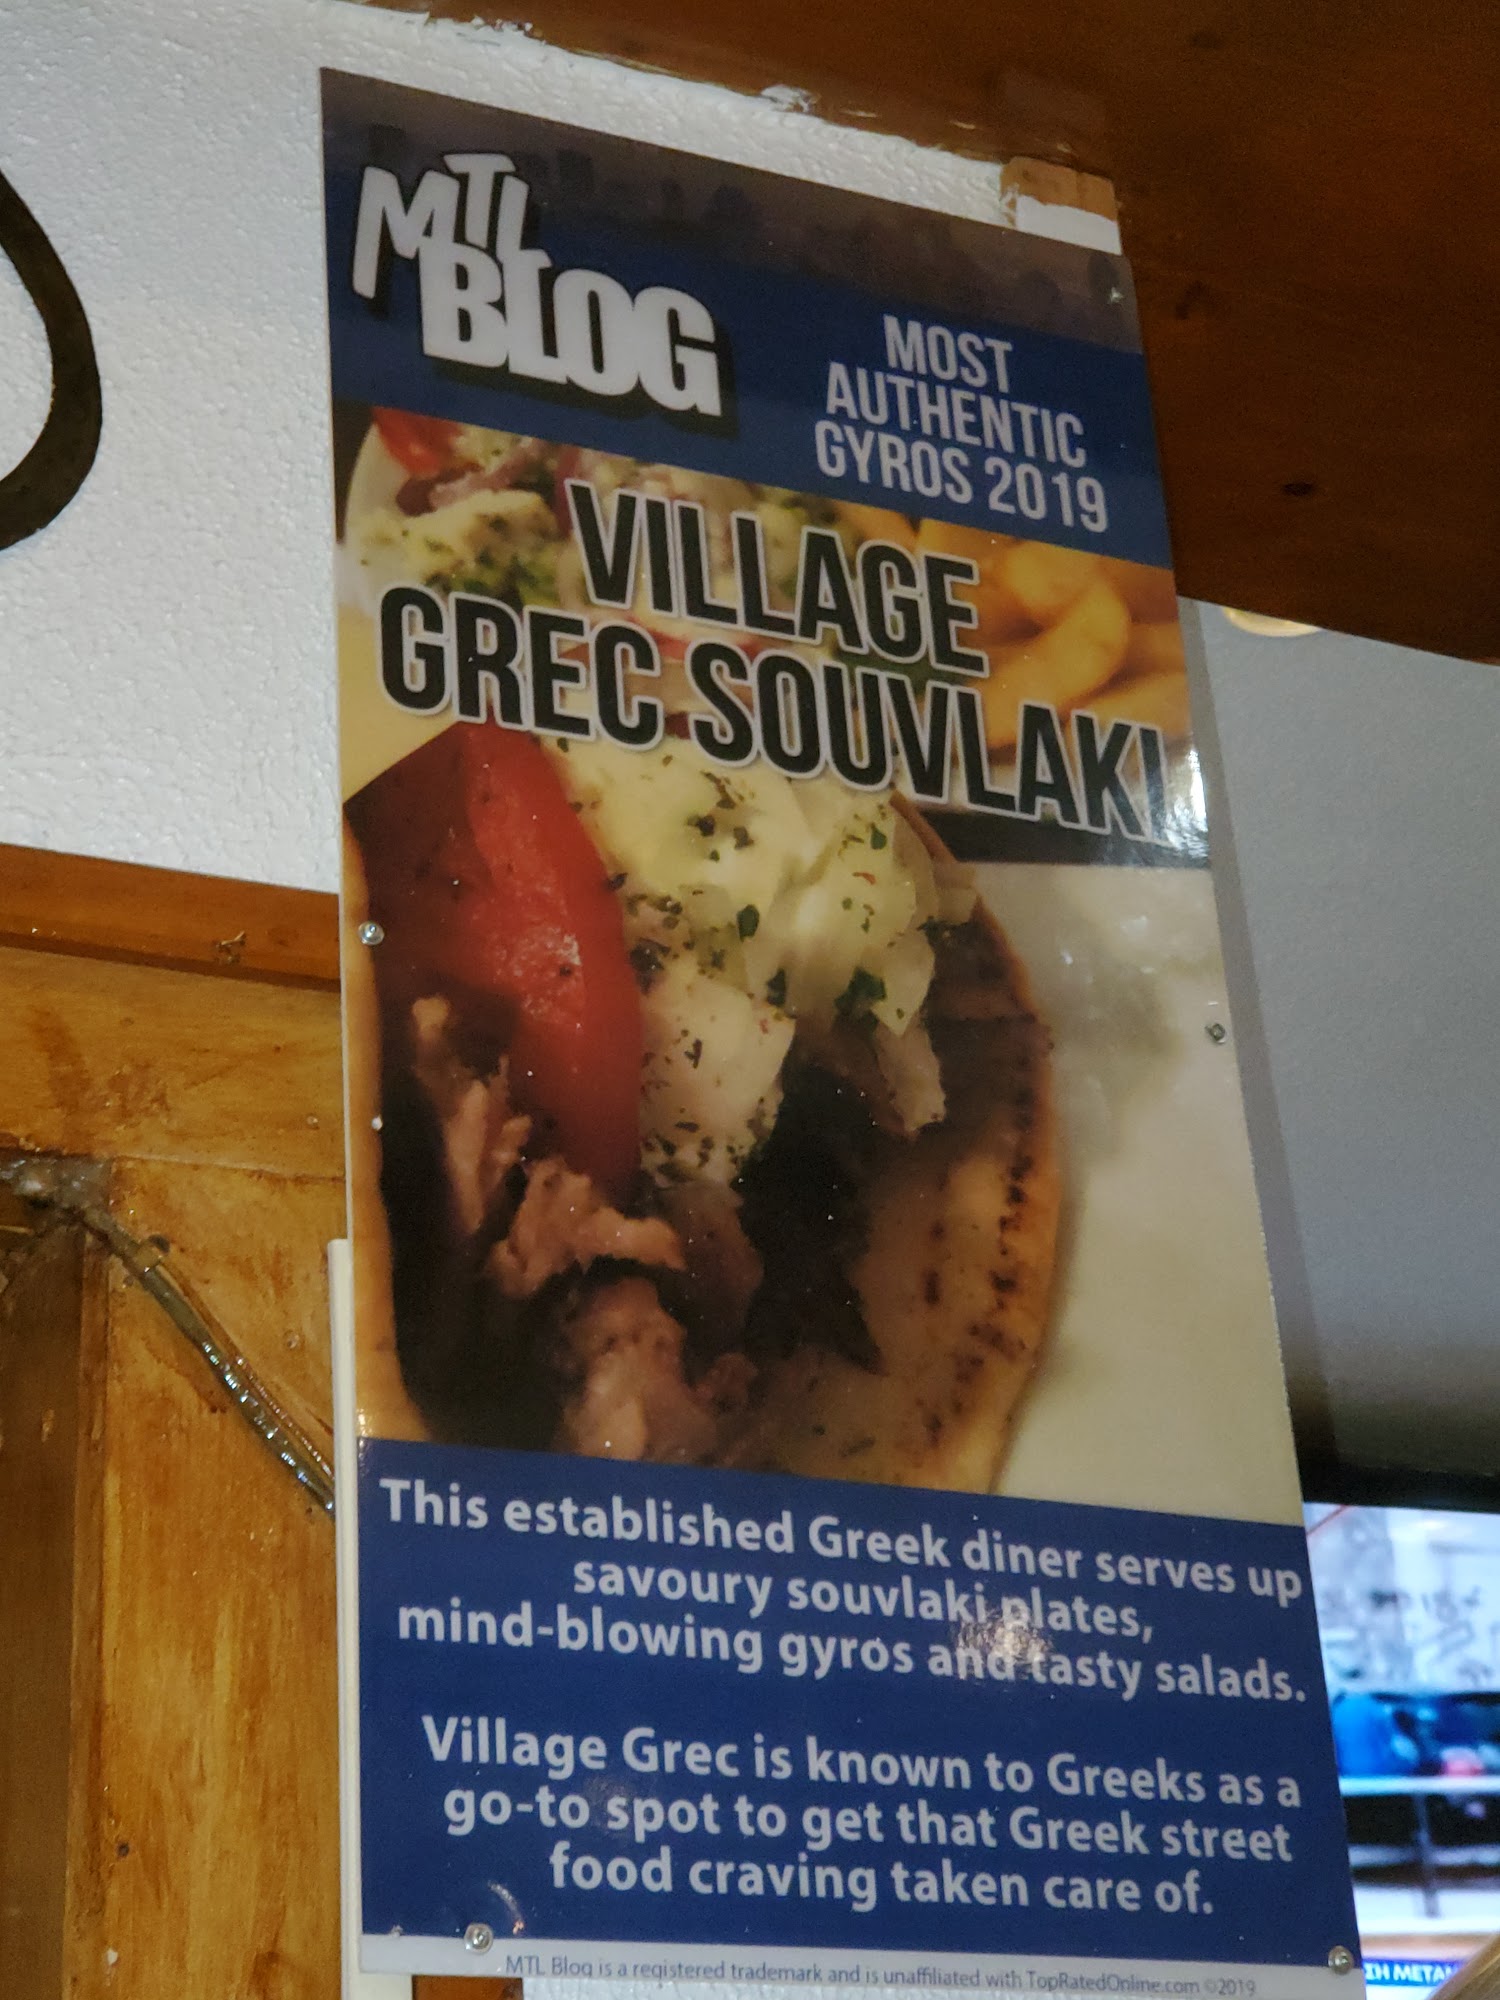 MTL
BLOG
MOST
AUTHENTIC
GYROS 2019
VILLAGE
GREC SOUVLAKI
This established Greek diner serves up
savoury souvlaki plates,
mind-blowing gyros and tasty salads.
Village Grec is known to Greeks as a
go-to spot to get that Greek street
food craving taken care of.
MTL Blog is a registered trademark and is unaffiliated with TopRatedOnline.com ©2019